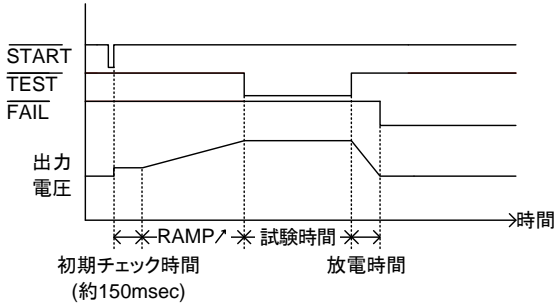 START
TEST
FAIL
出力
電圧
時間
RAMP↗
試験時間
初期チェック時間
(約150msec)
放電時間